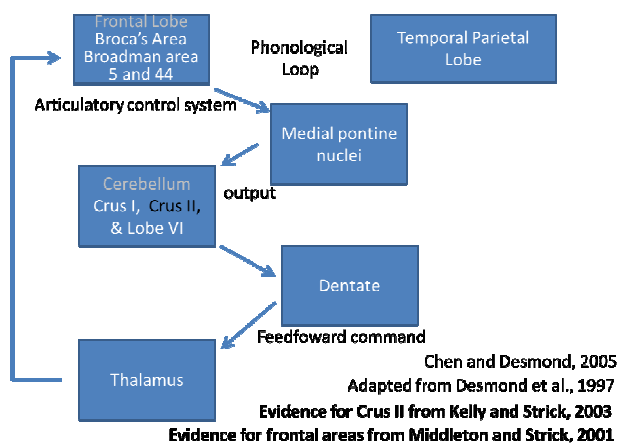 Frontal Lobe
Broca's Area
Broadman area
5 and 44
Phonological
Loop
Temporal Parietal
Lobe
Articulatory control system
Medial pontine
nuclei
Cerebellum
Crus I, Crus II,
& Lobe VI
output
Dentate
Feedfoward command
Thalamus
Chen and Desmond, 2005
Adapted from Desmond et al., 1997
Evidence for Crus II from Kelly and Strick, 2003
Evidence for frontal areas from Middleton and Strick, 2001